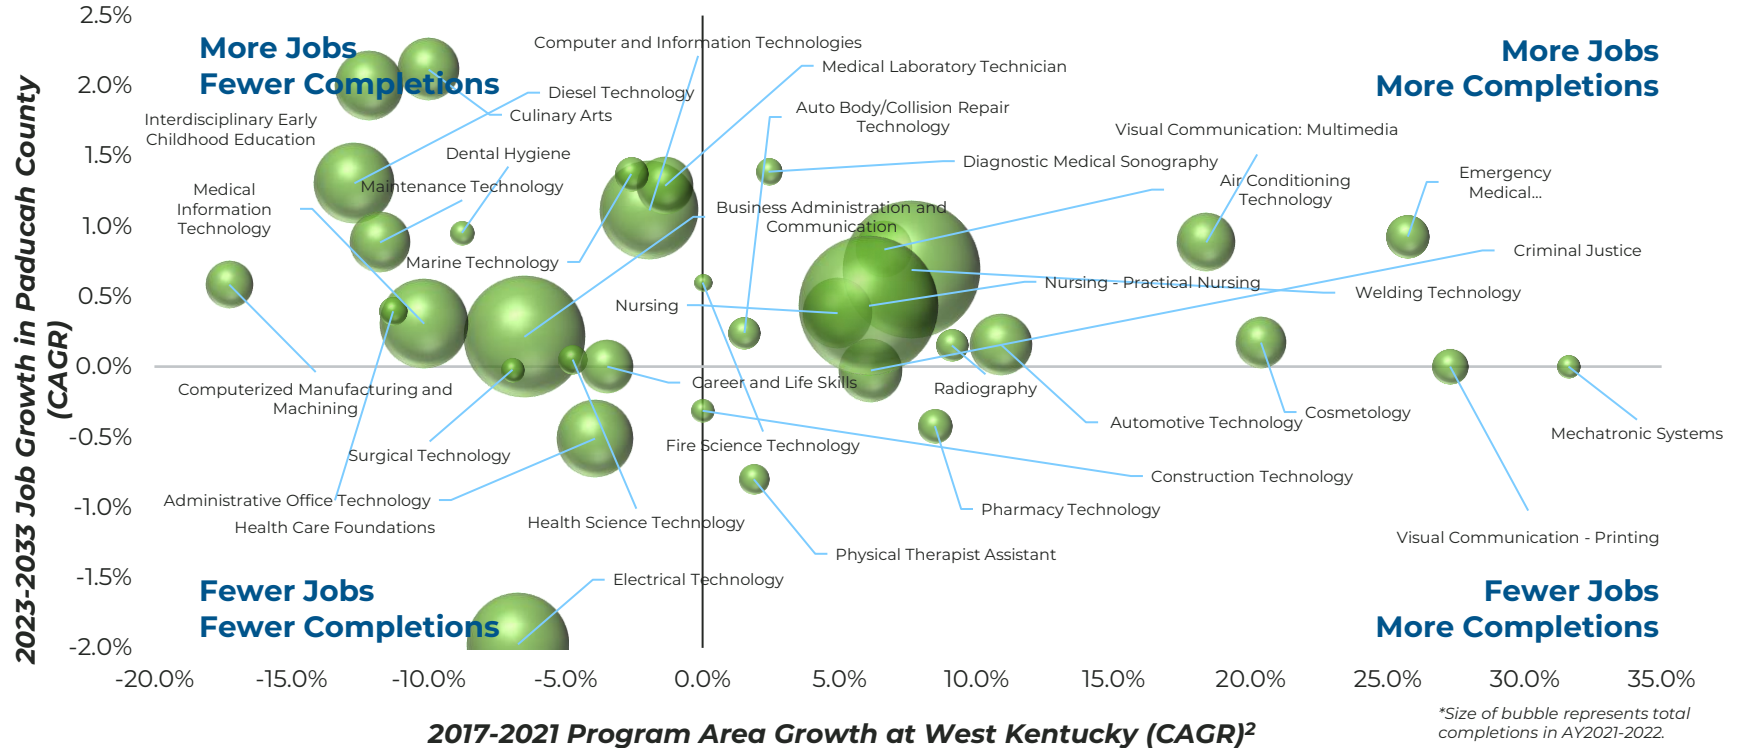 2.5%
2.0%
1.5%
1.0%
0.5%
0.0%
-0.5%
-1.0%
-1.5%
-2.0%
2023-2033 Job Growth in Paducah County
(CAGR)
More Jobs
Fewer Completions
More Jobs
More Completions
Computer and Information Technologies
Medical Laboratory Technician
Diesel Technology
Culinary Arts
Auto Body/Collision Repair
Technology
Interdisciplinary Early
Childhood Education
Visual Communication: Multimedia
Dental Hygiene
Diagnostic Medical Sonography
Maintenance Technology
Air Conditioning
Technology
Emergency
Medical...
Medical
Information
Technology
Business Administration and
Communication
Criminal Justice
Marine Technology
Nursing - Practical Nursing
Welding Technology
Nursing
Computerized Manufacturing and
Machining
Career and Life Skills
Radiography
Automotive Technology
Cosmetology
Mechatronic Systems
Surgical Technology
Fire Science Technology
Construction Technology
Administrative Office Technology
Pharmacy Technology
Health Care Foundations
Health Science Technology
Visual Communication - Printing
Physical Therapist Assistant
Electrical Technology
Fewer Jobs
Fewer Completions
Fewer Jobs
More Completions
-20.0%
-15.0%
-10.0%
-5.0%
0.0%
5.0%
10.0%
15.0%
20.0%
25.0%
30.0%
35.0%
2017-2021 Program Area Growth at West Kentucky (CAGR)²
*Size of bubble represents total
completions in AY2021-2022.